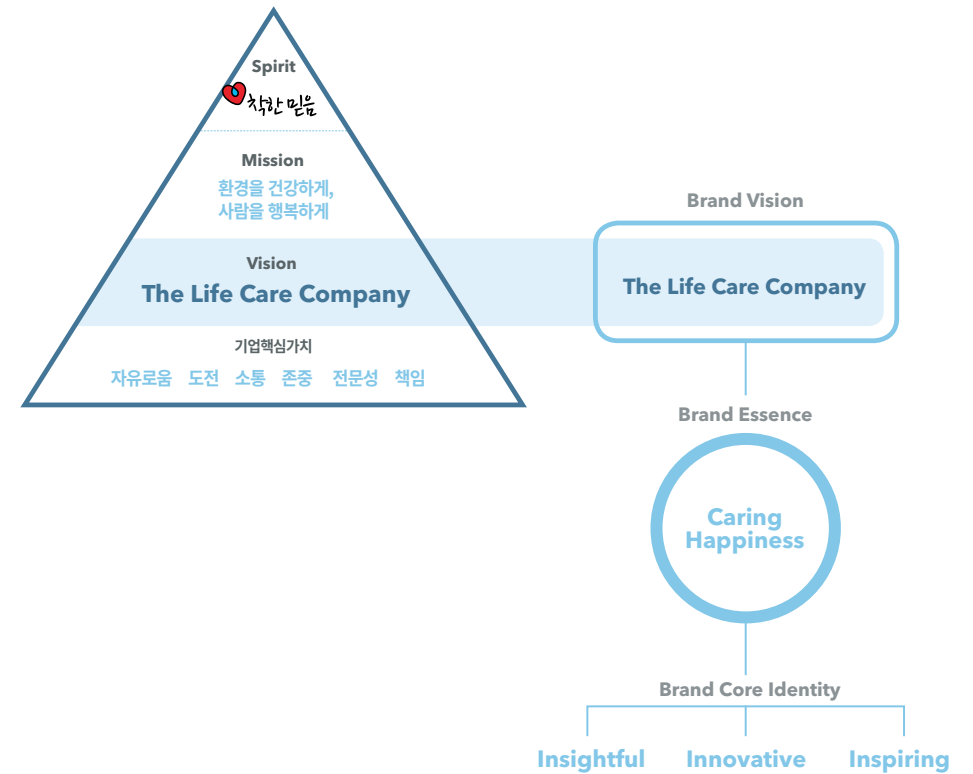 Spirit
착한 믿음
Mission
환경을 건강하게,
사람을 행복하게
Vision
The Life Care Company
기업핵심가치
자유로움 도전 소통 존중 전문성 책임
Brand Vision
The Life Care Company
Brand Essence
Caring
Happiness
Brand Core Identity
Insightful Innovative Inspiring